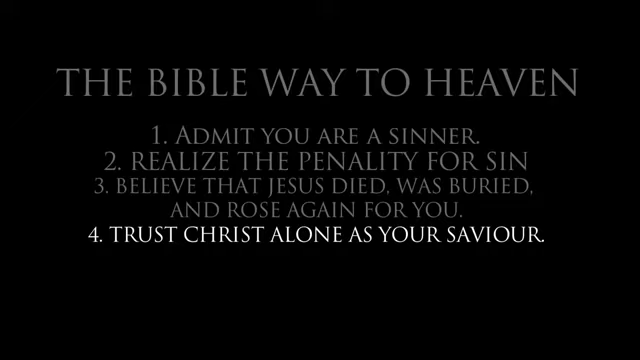 THE BIBLE WAY TO HEAVEN
1. ADMIT YOU ARE A SINNER.
2. REALIZE THE PENALITY FOR SIN
3. BELIEVE THAT JESUS DIED, WAS BURIED,
AND ROSE AGAIN FOR YOU.
4. TRUST CHRIST ALONE AS YOUR SAVIOUR.